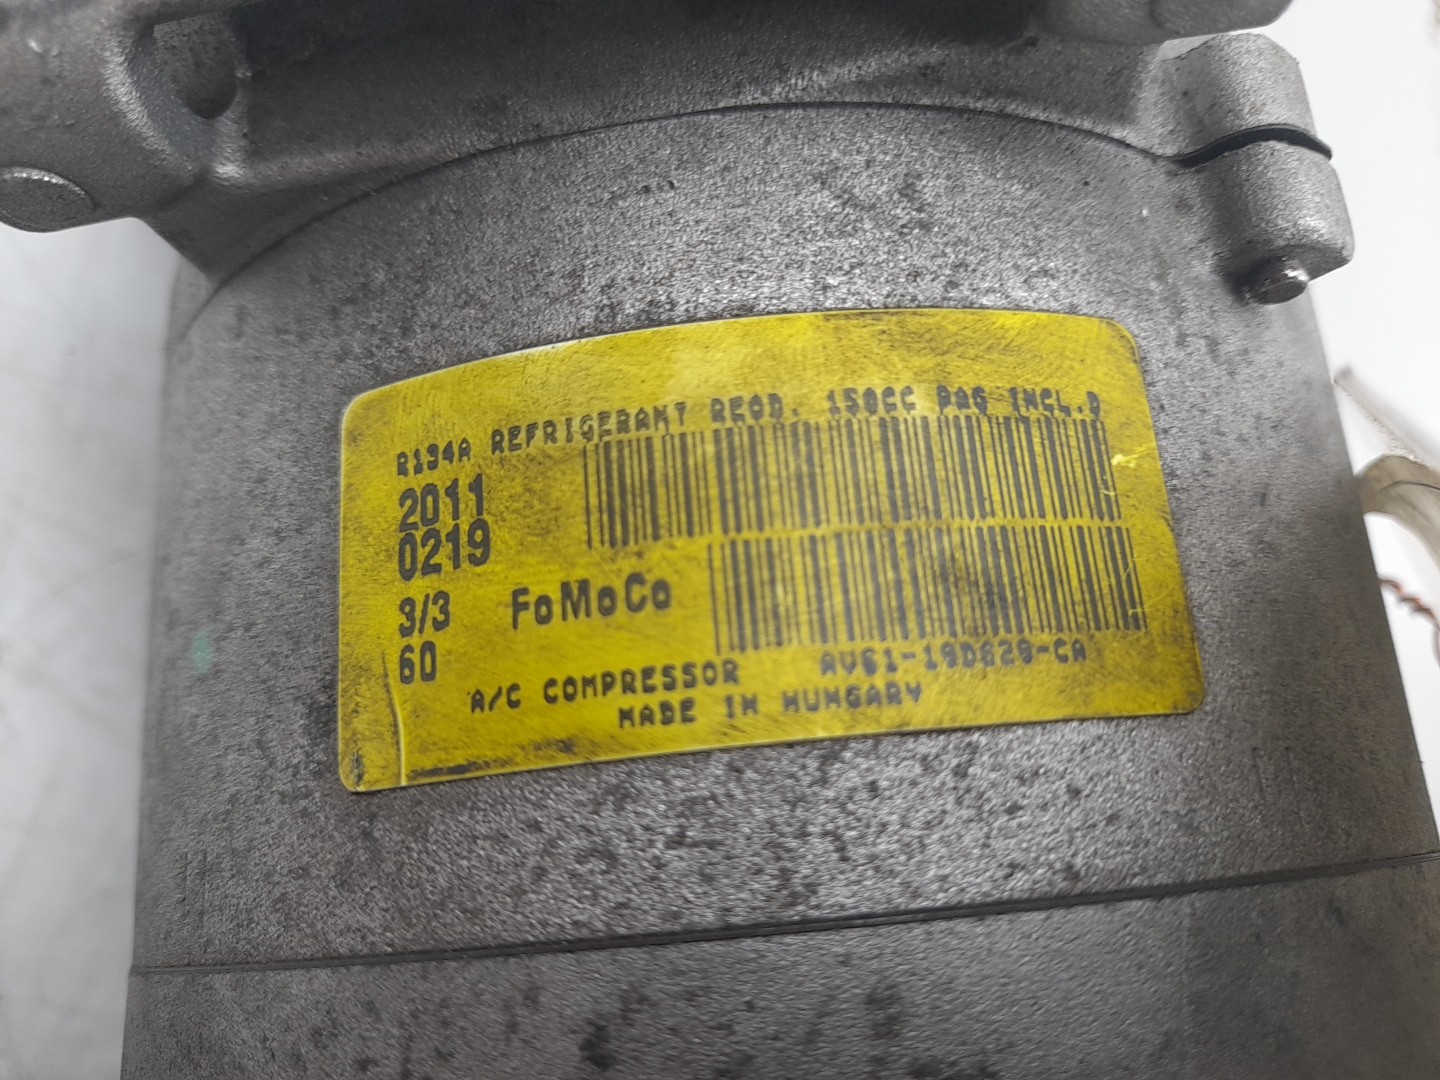 R134A REFRIGERANT REQD. 150CC PAG INCL.D
2011
0219
3/3
FoMoCo
60
A/C COMPRESSOR AV61-19D629-CA
MADE IN HUNGARY